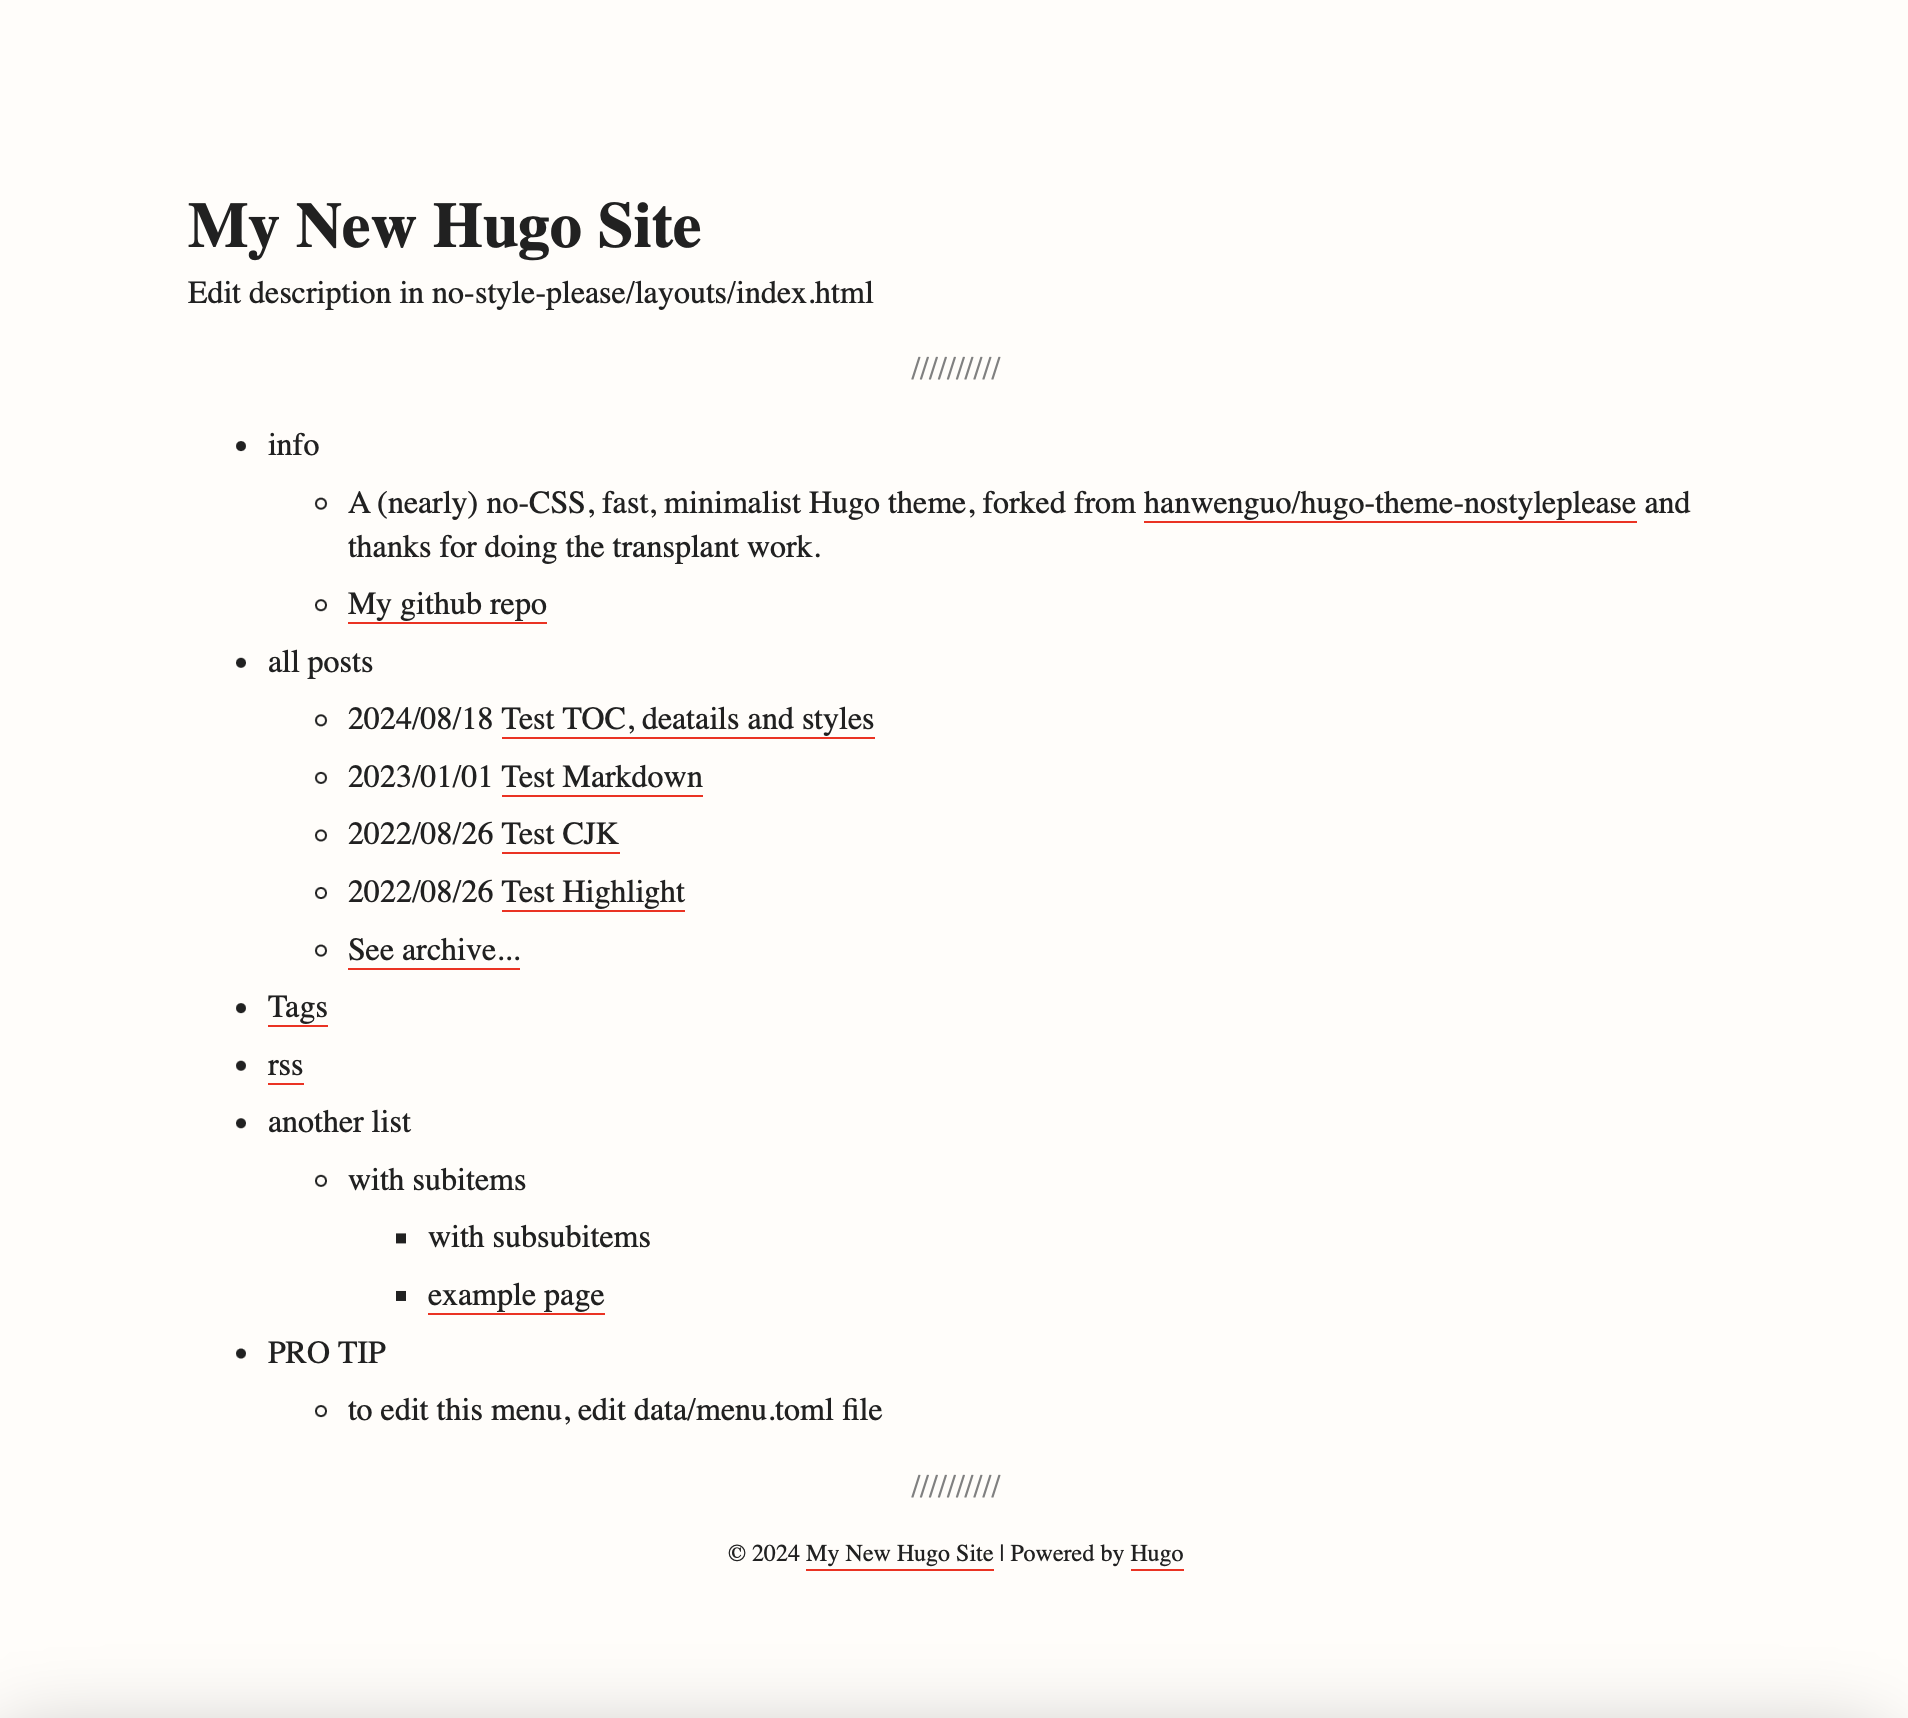 My New Hugo Site
Edit description in no-style-please/layouts/index.html
//////////
info
A (nearly) no-CSS, fast, minimalist Hugo theme, forked from hanwenguo/hugo-theme-nostyleplease and
thanks for doing the transplant work.
My github repo
all posts
2024/08/18 Test TOC, deatails and styles
2023/01/01 Test Markdown
2022/08/26 Test CJK
2022/08/26 Test Highlight
See archive...
Tags
rss
another list
with subitems
with subsubitems
example page
PRO TIP
to edit this menu, edit data/menu.toml file
//////////
© 2024 My New Hugo Site | Powered by Hugo